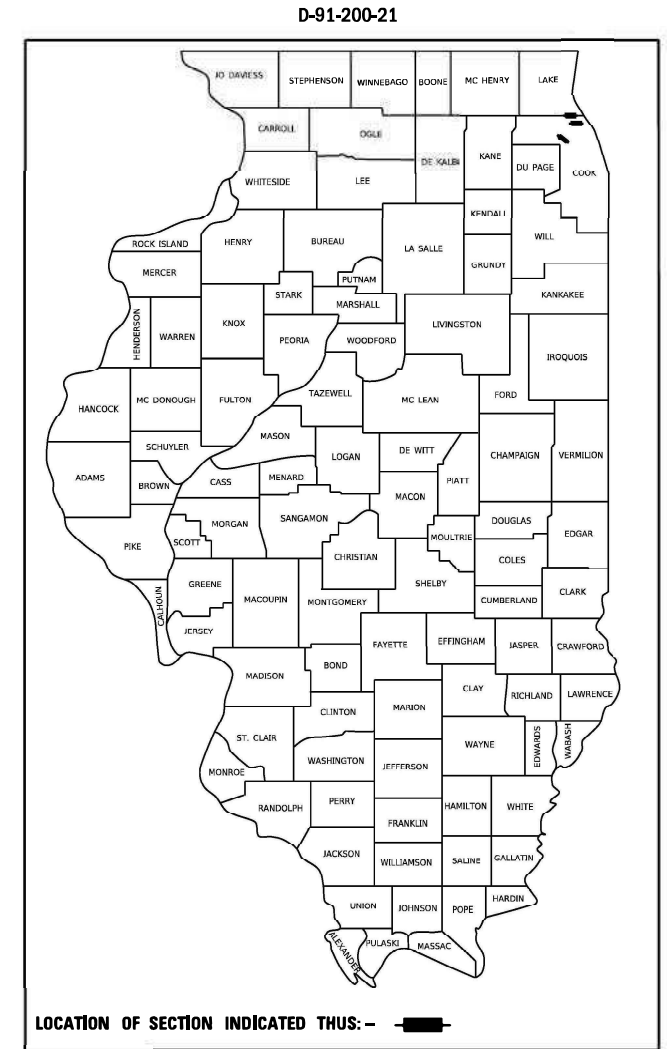 D-91-200-21
JO DAVIESS
STEPHENSON
WINNEBAGO
BOONE
MC HENRY
LAKE
CARROLL
OGLE
DE KALB
KANE
DU PAGE
COOK
WHITESIDE
LEE
KENDALL
WILL
ROCK ISLAND
HENRY
BUREAU
LA SALLE
GRUNDY
MERCER
PUTNAM
STARK
MARSHALL
KANKAKEE
HENDERSON
WARREN
KNOX
PEORIA
WOODFORD
LIVINGSTON
IROQUOIS
HANCOCK
MC DONOUGH
FULTON
TAZEWELL
MC LEAN
FORD
MASON
SCHUYLER
LOGAN
DE WITT
CHAMPAIGN
VERMILION
ADAMS
BROWN
CASS
MENARD
PIATT
MACON
PIKE
SCOTT
MORGAN
SANGAMON
CHRISTIAN
MOULTRIE
DOUGLAS
EDGAR
COLES
CALHOUN
GREENE
MACOUPIN
MONTGOMERY
SHELBY
CUMBERLAND
CLARK
JERSEY
FAYETTE
EFFINGHAM
JASPER
CRAWFORD
MADISON
BOND
CLAY
RICHLAND
LAWRENCE
CLINTON
MARION
ST. CLAIR
WAYNE
EDWARDS
WABASH
MONROE
WASHINGTON
JEFFERSON
RANDOLPH
PERRY
HAMILTON
WHITE
FRANKLIN
JACKSON
WILLIAMSON
SALINE
GALLATIN
UNION
JOHNSON
POPE
HARDIN
ALEXANDER
PULASKI
MASSAC
LOCATION OF SECTION INDICATED THUS: –